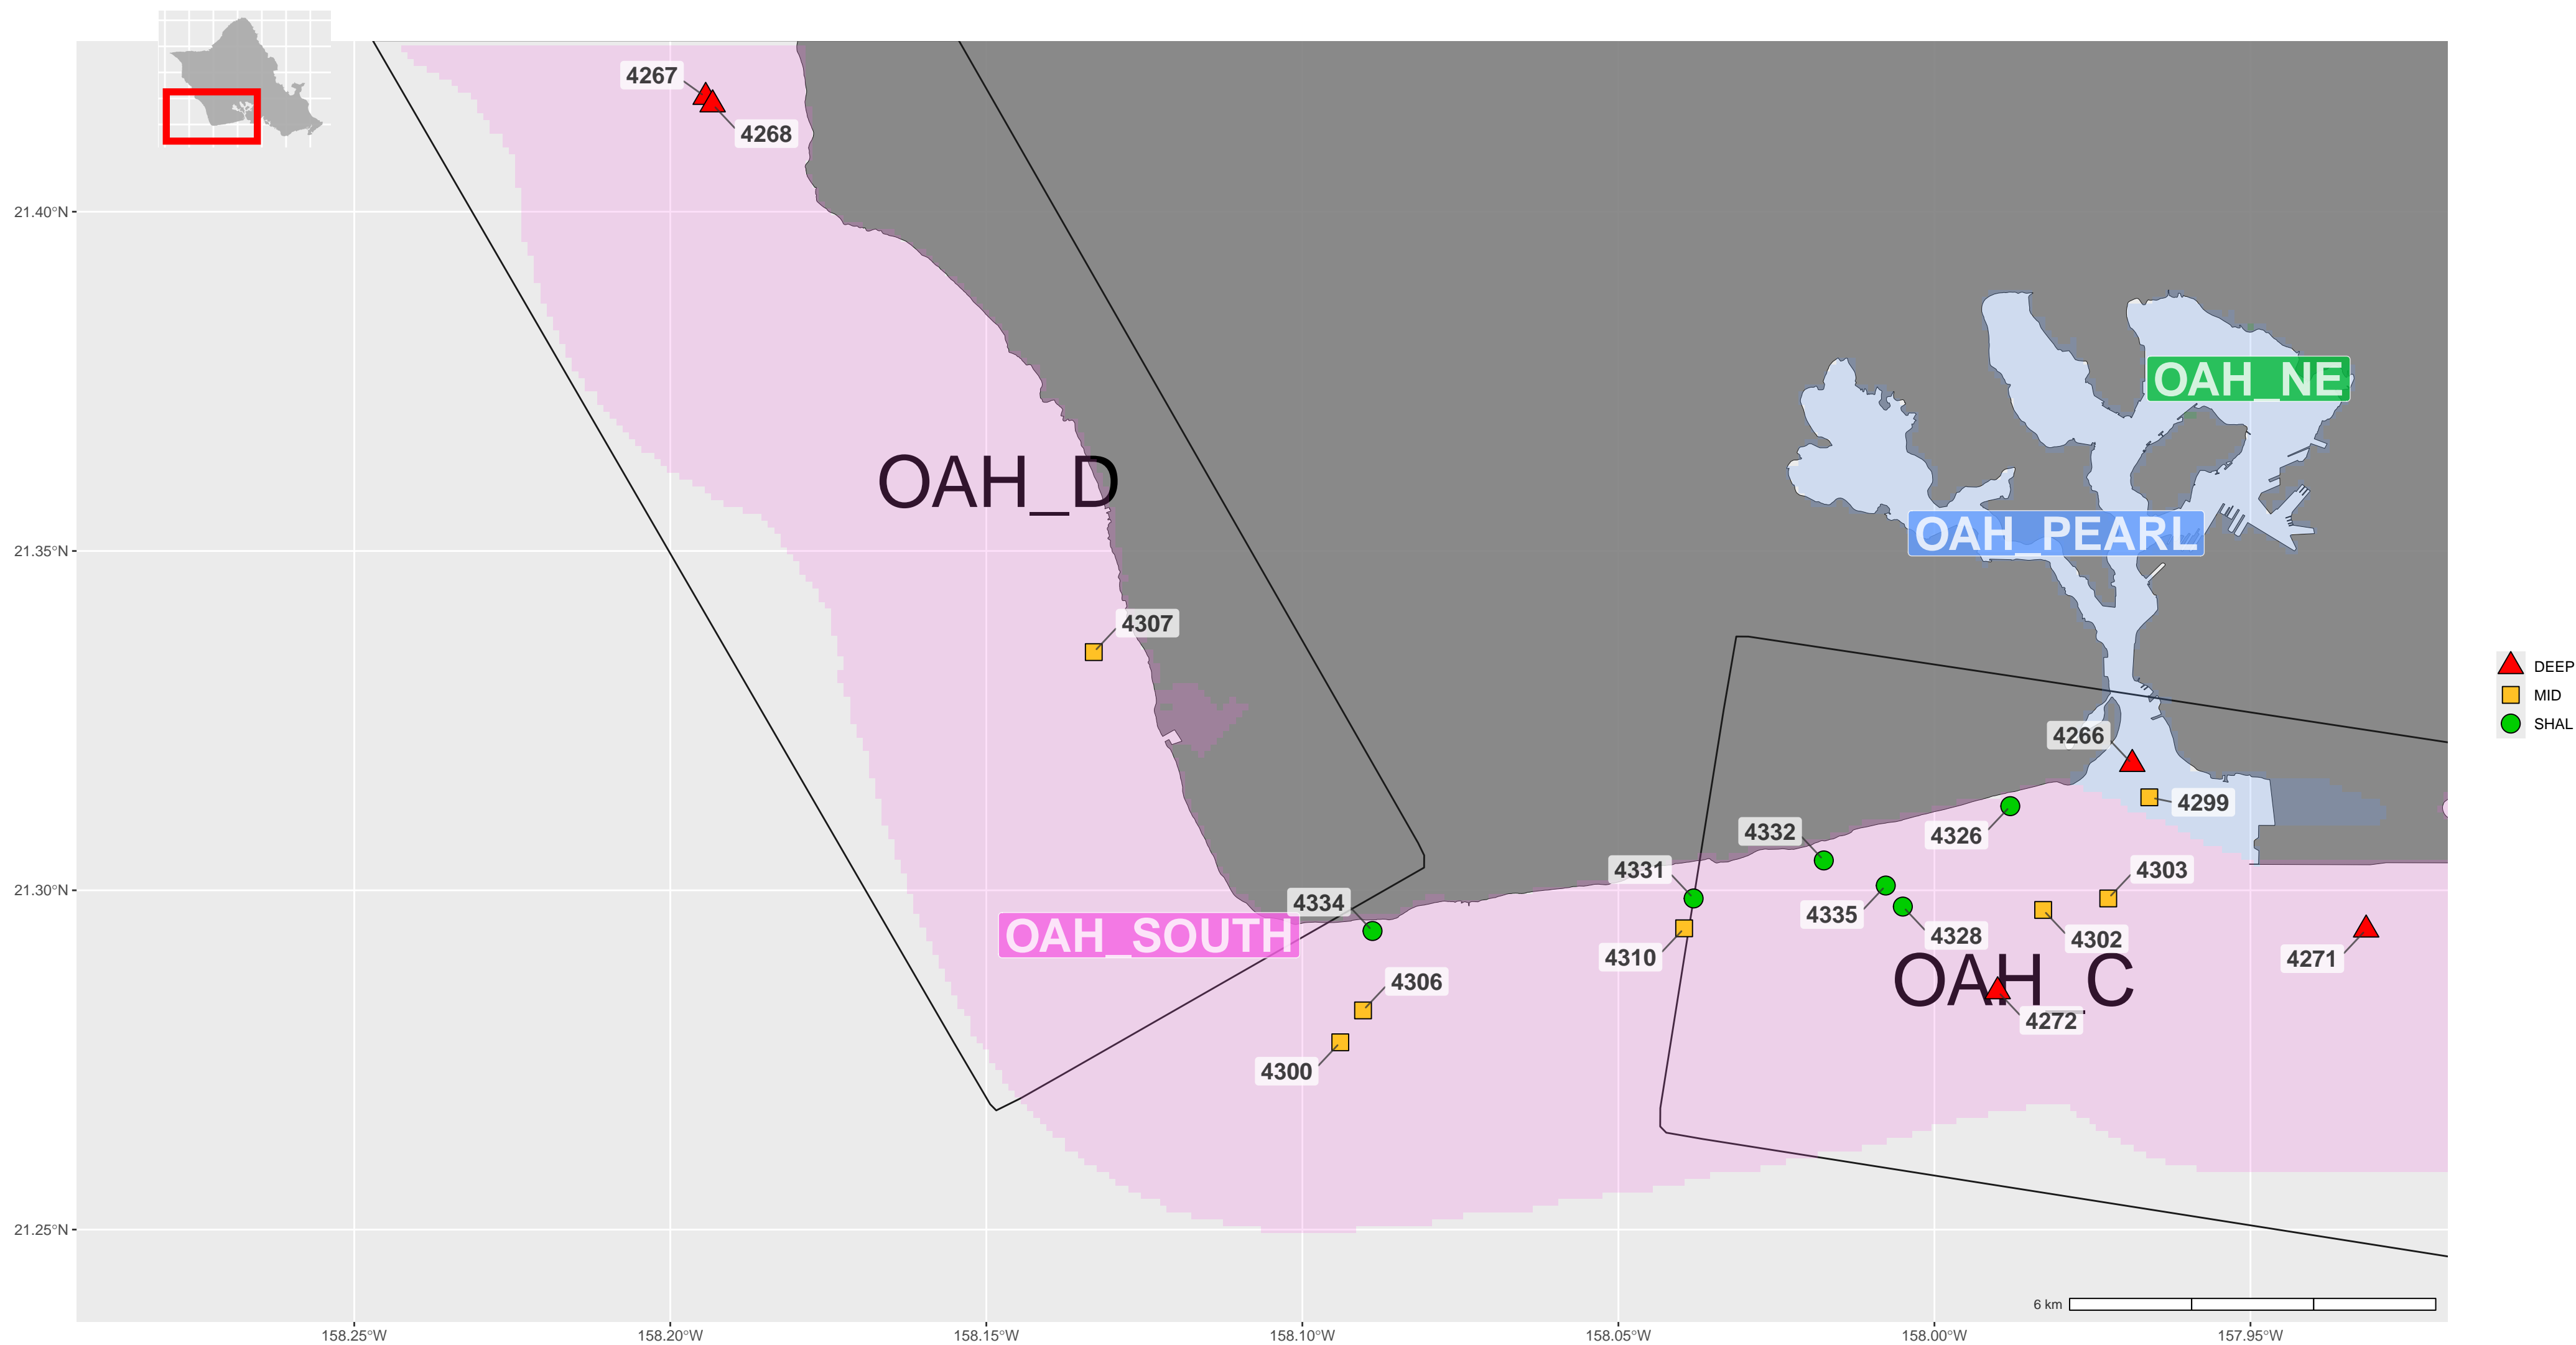 4267
4268
21.40°N
OAH_NE
OAH_D
21.35°N
OAH_PEARL
4307
DEEP
MID
SHAL
4266
4299
4326
4332
4331
4303
21.30°N
4334
4335
4328
4302
OAH_SOUTH
4310
4271
OAH_C
4306
4272
4300
21.25°N
6 km
158.25°W
158.20°W
158.15°W
158.10°W
158.05°W
158.00°W
157.95°W